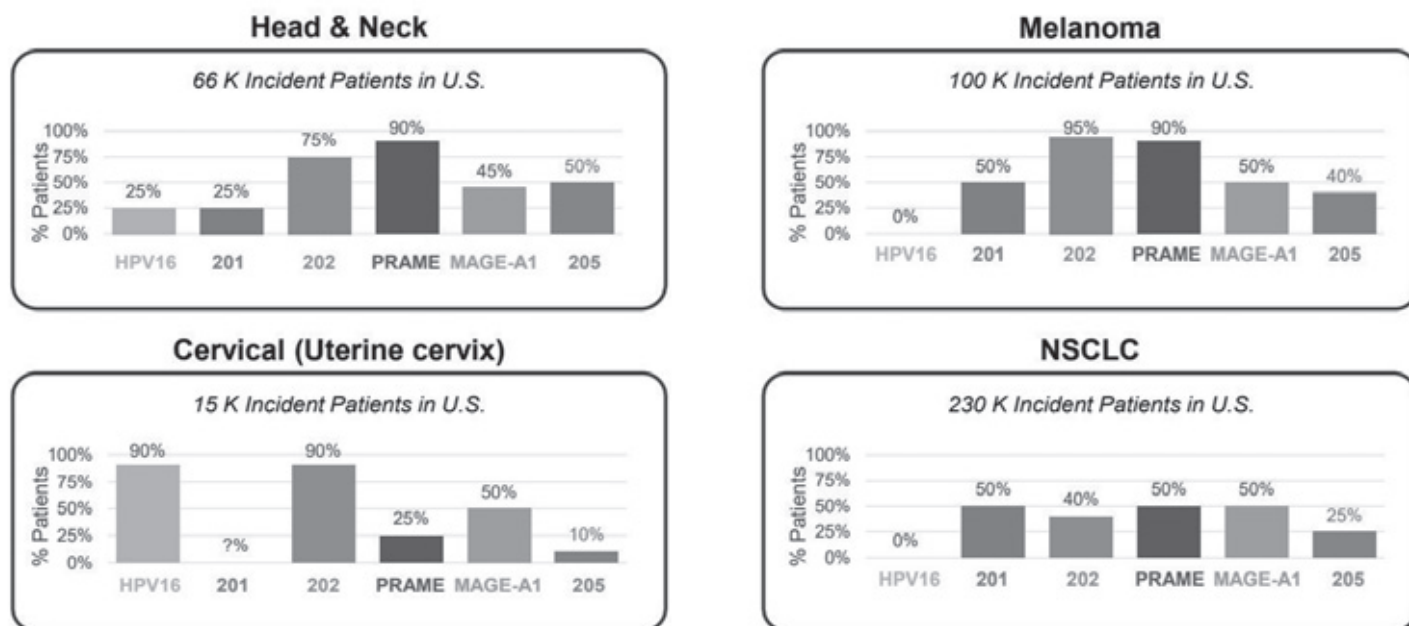 Head & Neck
66 K Incident Patients in U.S.
% Patients
100%
75%
50%
25%
0%
25%
25%
75%
90%
45%
50%
HPV16 201 202 PRAME MAGE-A1 205
Melanoma
100 K Incident Patients in U.S.
% Patients
100%
75%
50%
25%
0%
0%
50%
95%
90%
50%
40%
HPV16 201 202 PRAME MAGE-A1 205
Cervical (Uterine cervix)
15 K Incident Patients in U.S.
% Patients
100%
75%
50%
25%
0%
90%
?%
90%
25%
50%
10%
HPV16 201 202 PRAME MAGE-A1 205
NSCLC
230 K Incident Patients in U.S.
% Patients
100%
75%
50%
25%
0%
0%
50%
40%
50%
50%
25%
HPV16 201 202 PRAME MAGE-A1 205